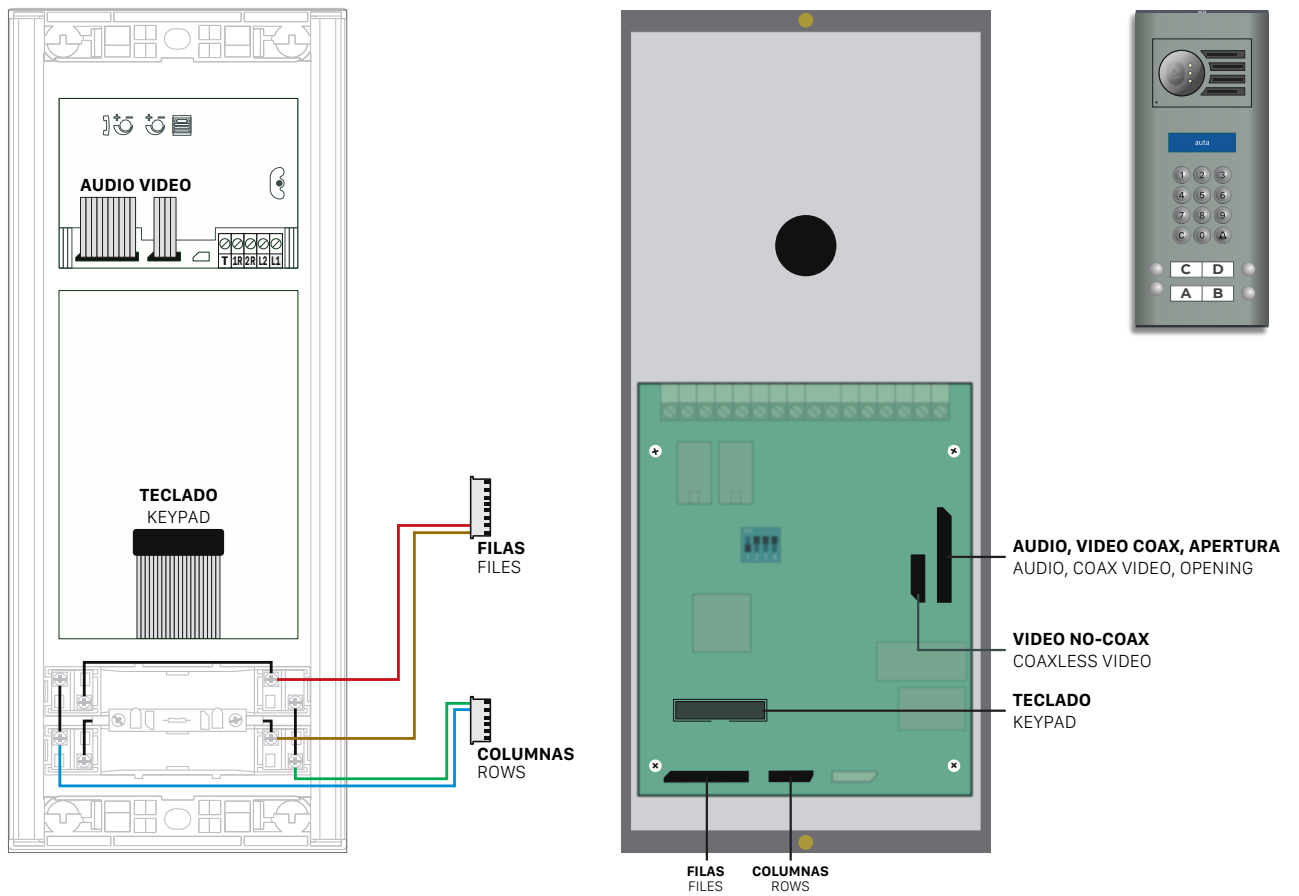 AUDIO VIDEO
T 1R 2R L2 L1
TECLADO
KEYPAD
FILAS
FILES
COLUMNAS
ROWS
AUDIO, VIDEO COAX, APERTURA
AUDIO, COAX VIDEO, OPENING
VIDEO NO-COAX
COAXLESS VIDEO
TECLADO
KEYPAD
FILAS
FILES
COLUMNAS
ROWS
auta
1 2 3
4 5 6
7 8 9
C 0
C D
A B